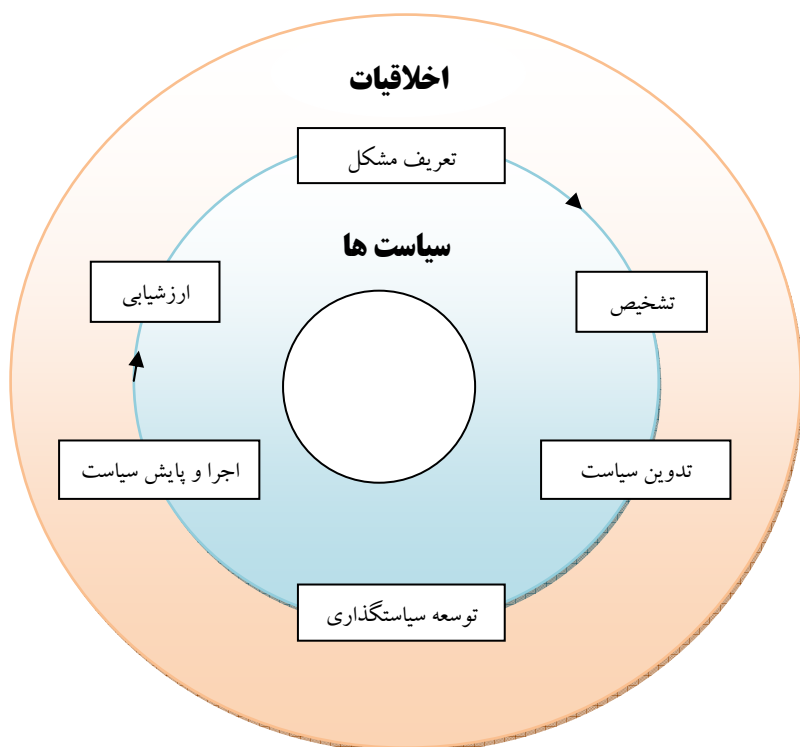 اخلاقیات
تعریف مشکل
سیاست ها
تشخیص
ارزشیابی
تدوین سیاست
اجرا و پایش سیاست
توسعه سیاستگذاری